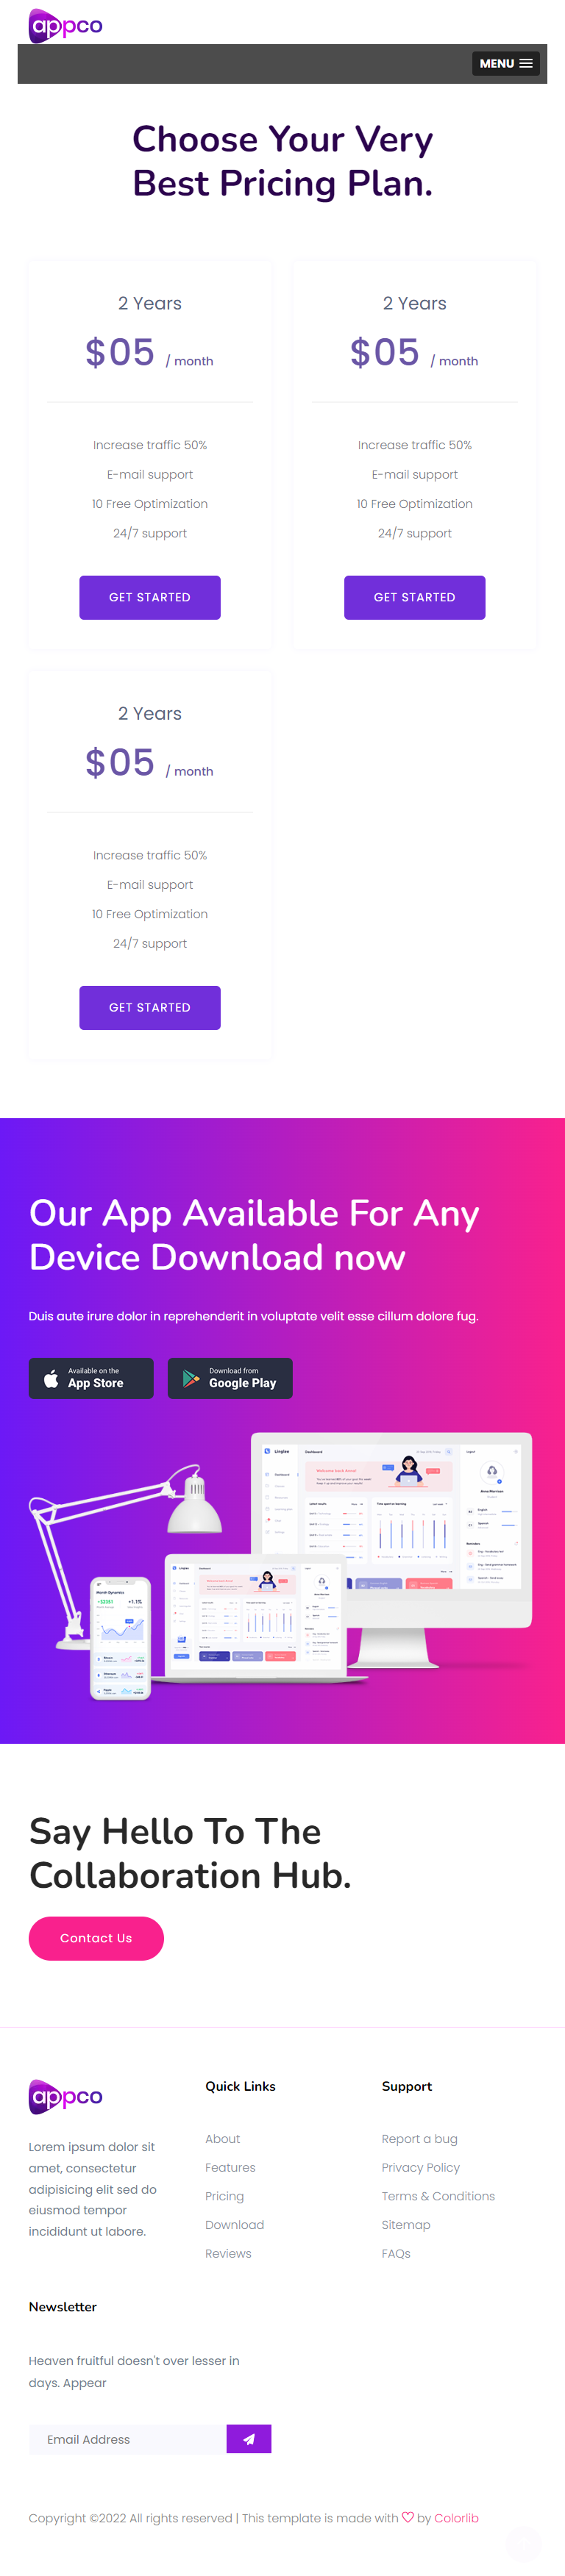 appco
MENU
Choose Your Very
Best Pricing Plan.
2 Years
$05 / month
Increase traffic 50%
E-mail support
10 Free Optimization
24/7 support
GET STARTED
2 Years
$05 / month
Increase traffic 50%
E-mail support
10 Free Optimization
24/7 support
GET STARTED
2 Years
$05 / month
Increase traffic 50%
E-mail support
10 Free Optimization
24/7 support
GET STARTED
Our App Available For Any
Device Download now
Duis aute irure dolor in reprehenderit in voluptate velit esse cillum dolore fug.
Available on the
App Store
Download from
Google Play
Say Hello To The
Collaboration Hub.
Contact Us
appco
Lorem ipsum dolor sit
amet, consectetur
adipisicing elit sed do
eiusmod tempor
incididunt ut labore.
Quick Links
About
Features
Pricing
Download
Reviews
Support
Report a bug
Privacy Policy
Terms & Conditions
Sitemap
FAQs
Newsletter
Heaven fruitful doesn't over lesser in
days. Appear
Email Address
Copyright ©2022 All rights reserved | This template is made with ♡ by Colorlib